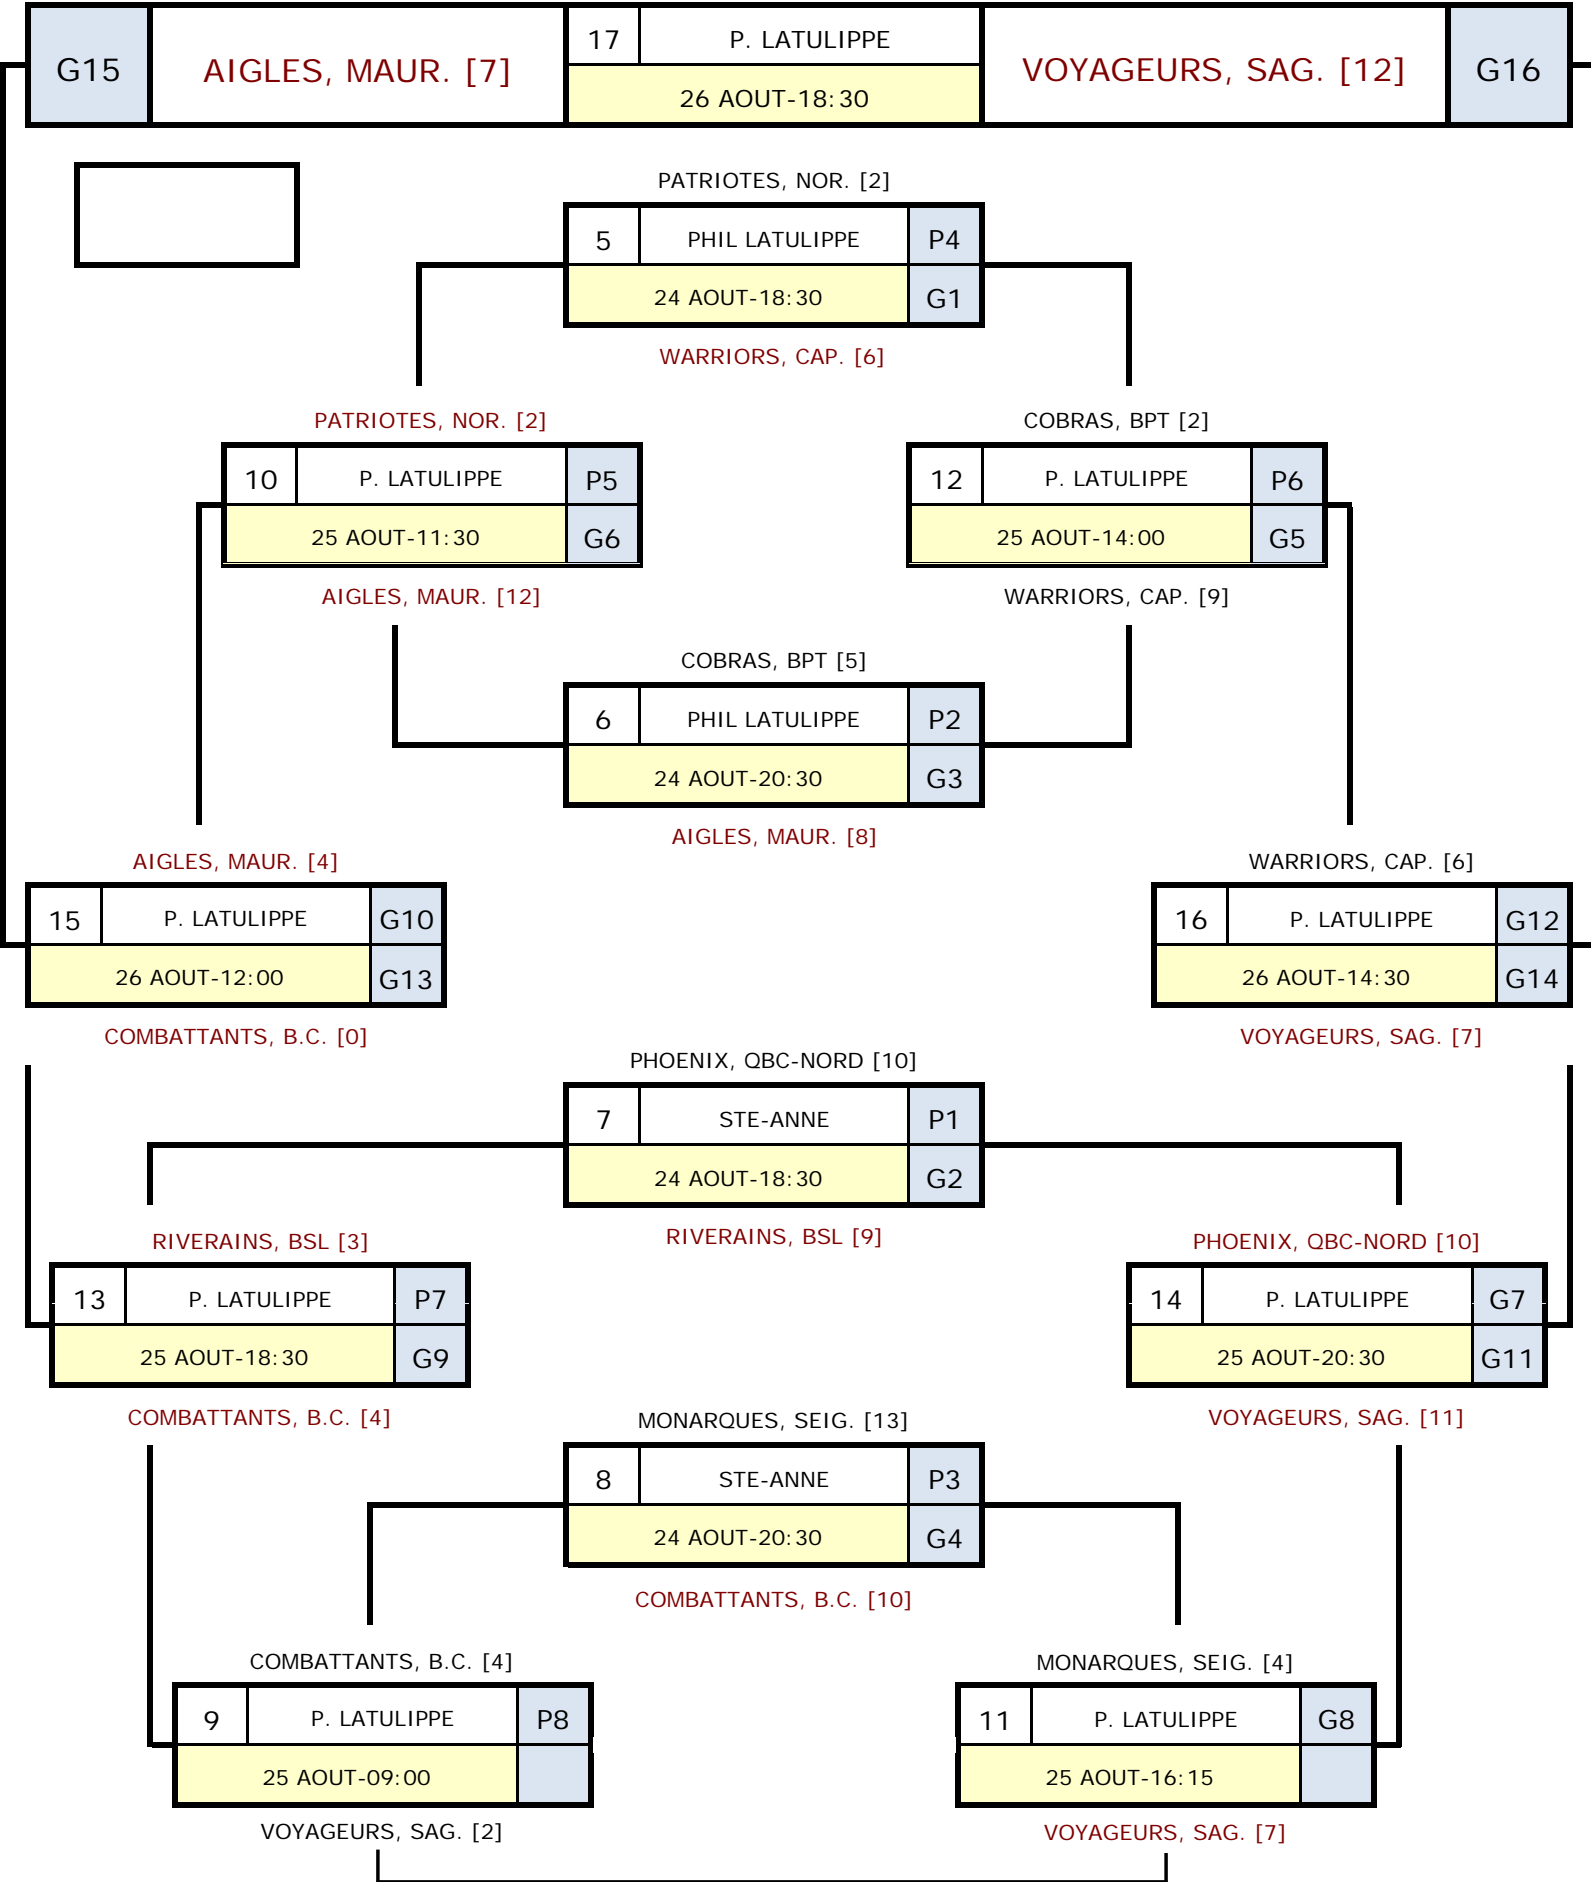 G15
AIGLES, MAUR. [7]
17
P. LATULIPPE
26 AOUT-18:30
VOYAGEURS, SAG. [12]
G16
PATRIOTES, NOR. [2]
5
PHIL LATULIPPE
P4
24 AOUT-18:30
G1
WARRIORS, CAP. [6]
PATRIOTES, NOR. [2]
10
P. LATULIPPE
P5
25 AOUT-11:30
G6
AIGLES, MAUR. [12]
COBRAS, BPT [2]
12
P. LATULIPPE
P6
25 AOUT-14:00
G5
WARRIORS, CAP. [9]
COBRAS, BPT [5]
6
PHIL LATULIPPE
P2
24 AOUT-20:30
G3
AIGLES, MAUR. [8]
AIGLES, MAUR. [4]
15
P. LATULIPPE
G10
26 AOUT-12:00
G13
COMBATTANTS, B.C. [0]
WARRIORS, CAP. [6]
16
P. LATULIPPE
G12
26 AOUT-14:30
G14
VOYAGEURS, SAG. [7]
PHOENIX, QBC-NORD [10]
7
STE-ANNE
P1
24 AOUT-18:30
G2
RIVERAINS, BSL [9]
RIVERAINS, BSL [3]
13
P. LATULIPPE
P7
25 AOUT-18:30
G9
COMBATTANTS, B.C. [4]
PHOENIX, QBC-NORD [10]
14
P. LATULIPPE
G7
25 AOUT-20:30
G11
VOYAGEURS, SAG. [11]
MONARQUES, SEIG. [13]
8
STE-ANNE
P3
24 AOUT-20:30
G4
COMBATTANTS, B.C. [10]
COMBATTANTS, B.C. [4]
9
P. LATULIPPE
P8
25 AOUT-09:00
VOYAGEURS, SAG. [2]
MONARQUES, SEIG. [4]
11
P. LATULIPPE
G8
25 AOUT-16:15
VOYAGEURS, SAG. [7]